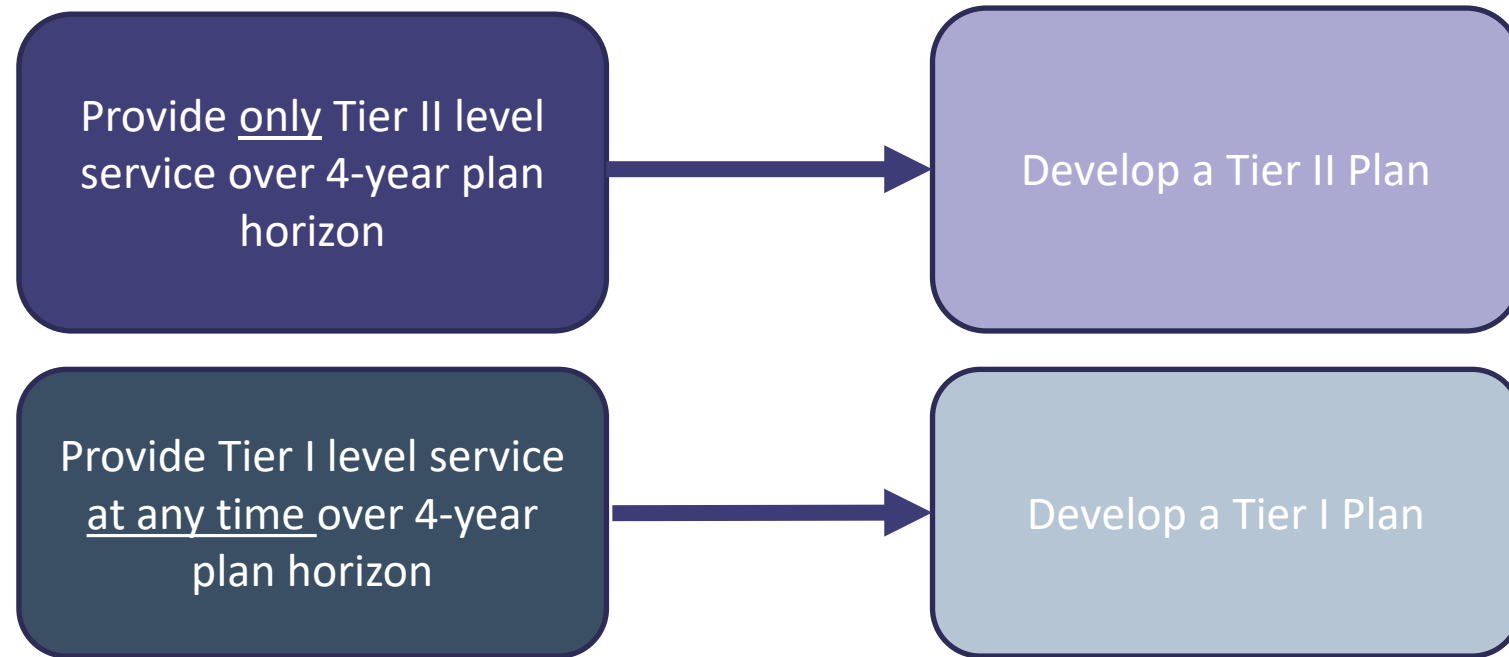 Provide only Tier II level
service over 4-year plan
horizon
Develop a Tier II Plan
Provide Tier I level service
at any time over 4-year
plan horizon
Develop a Tier I Plan